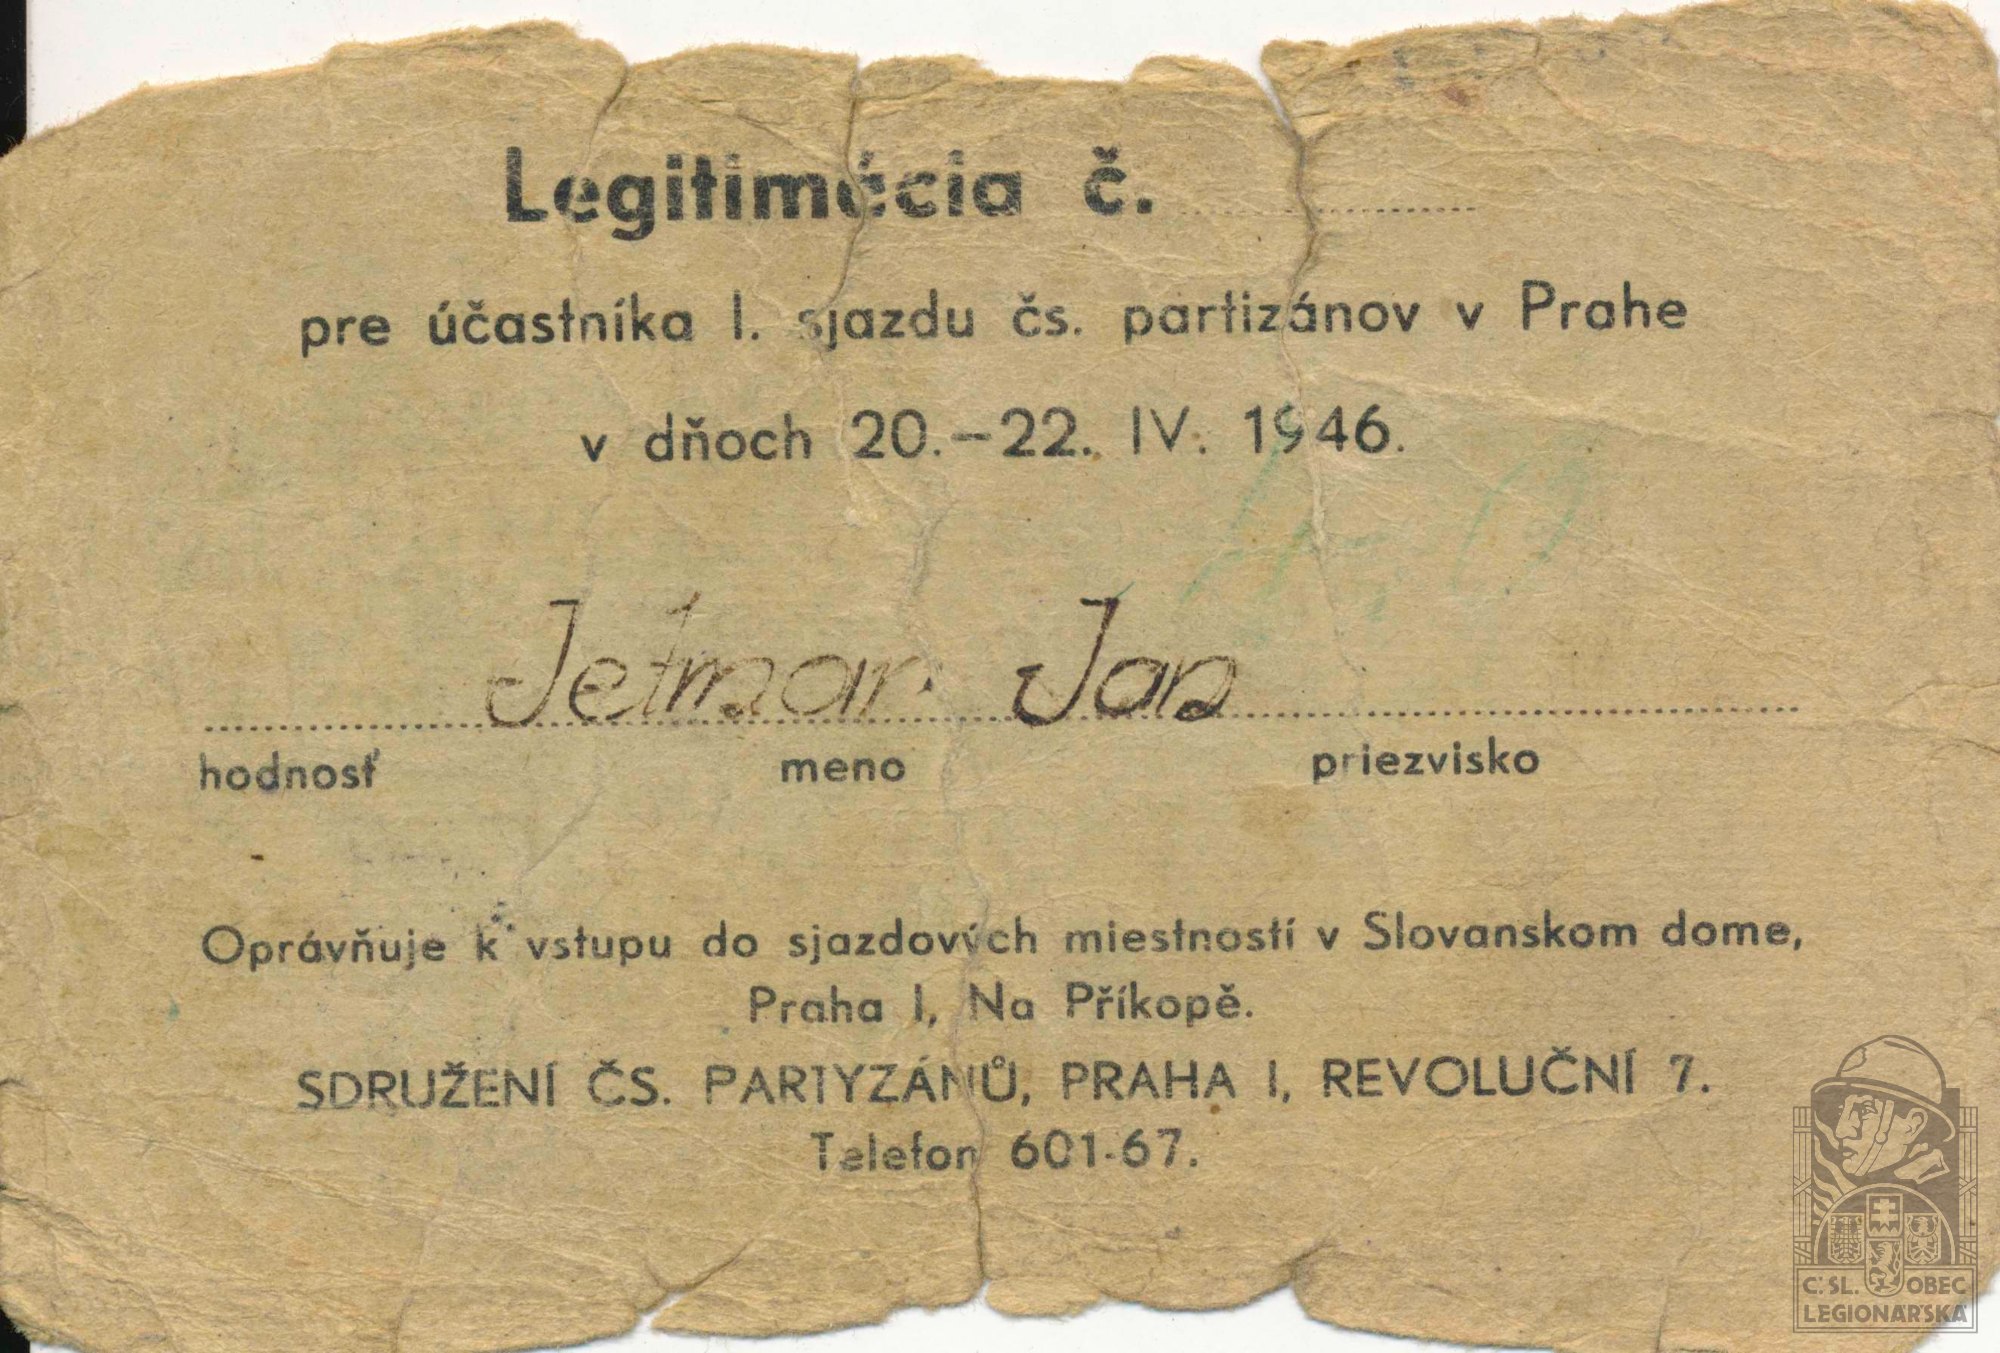 Legitimácia č.
pre účastníka I. sjazdu čs. partizánov v Prahe
v dňoch 20.–22. IV. 1946.
Jetmar Jan
hodnosť meno priezvisko
Oprávňuje k vstupu do sjazdových miestností v Slovanskom dome,
Praha I, Na Příkopě.
SDRUŽENÍ ČS. PARTYZÁNŮ, PRAHA I, REVOLUČNÍ 7.
Telefon 601-67.
Č.SL. OBEC
LEGIONÁŘSKÁ